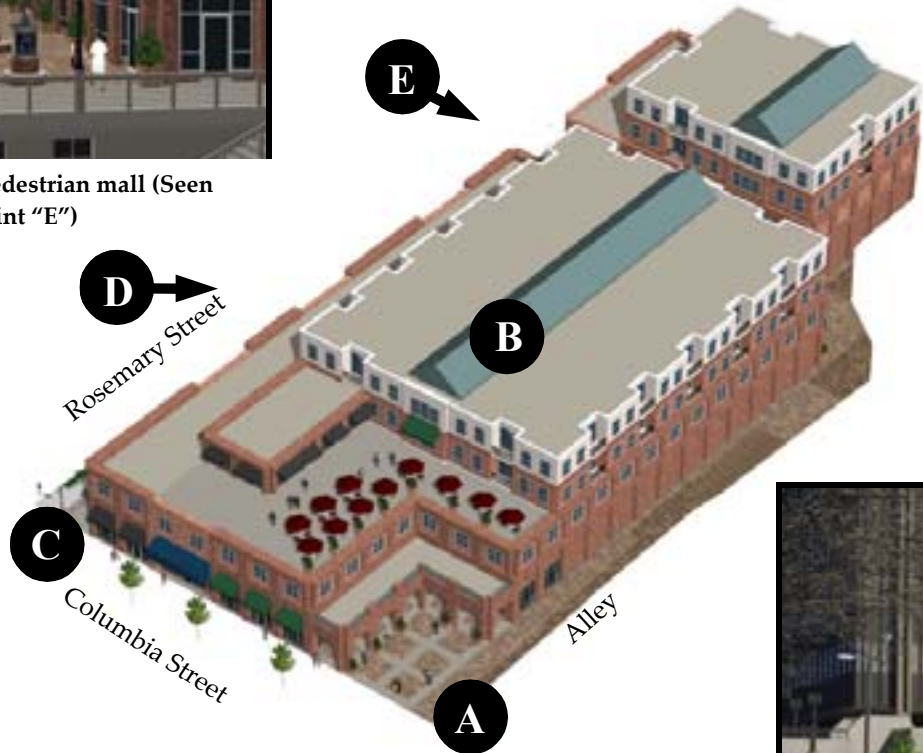 E
edestrian mall (Seen
int “E”)
D
Rosemary Street
B
C
Columbia Street
Alley
A